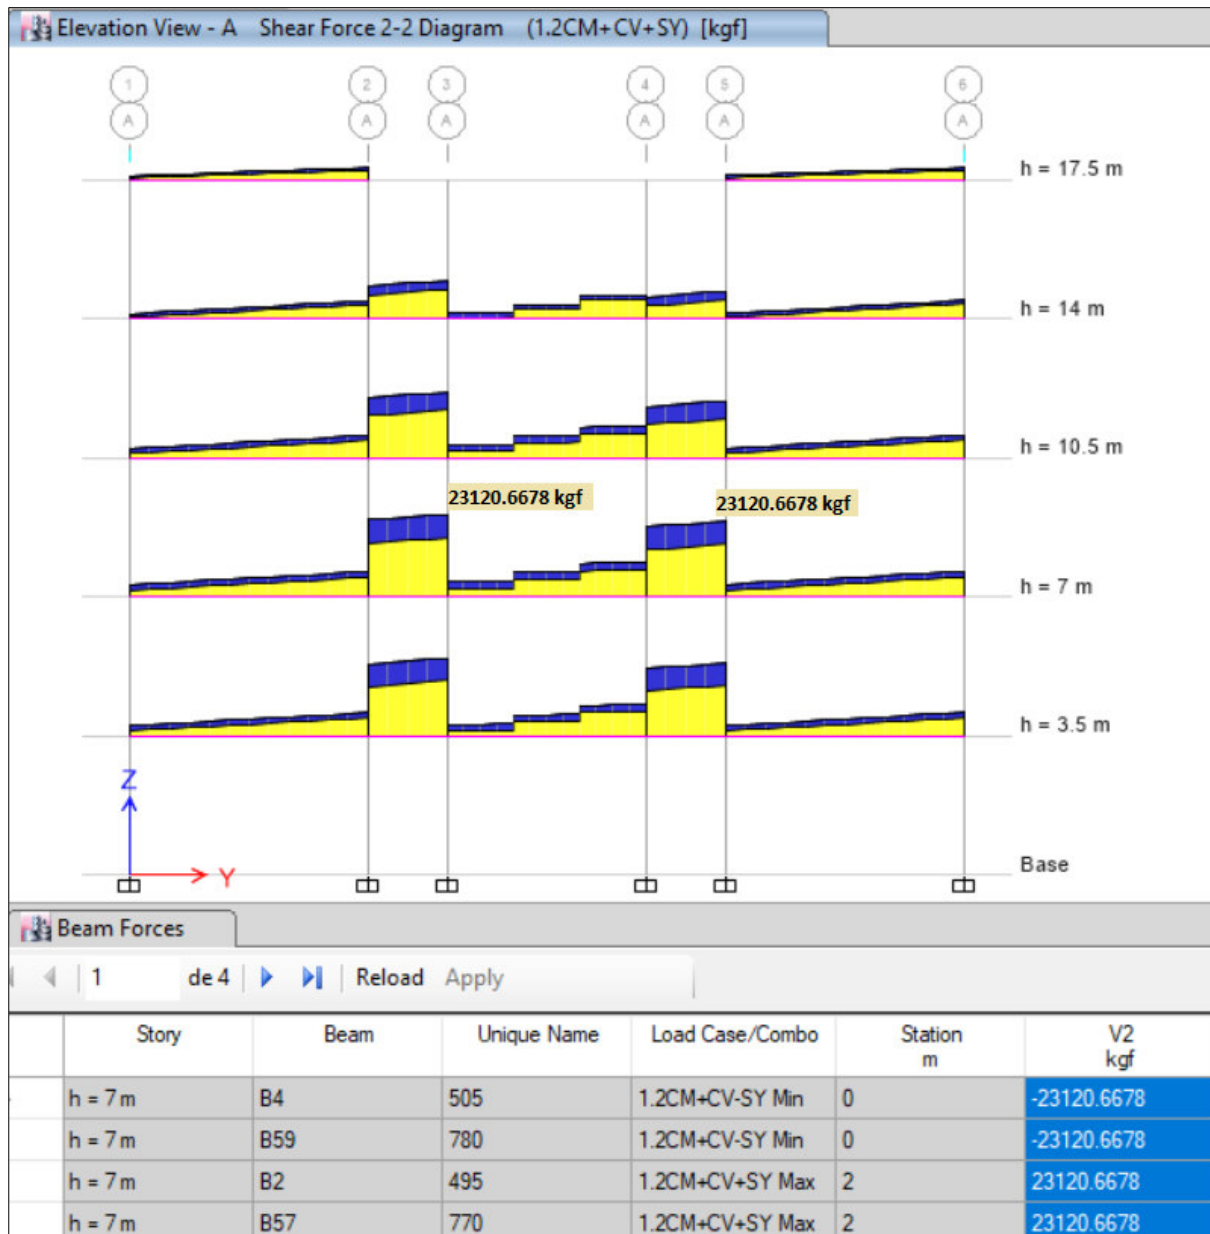 Elevation View - A Shear Force 2-2 Diagram (1.2CM+CV+SY) [kgf]
1 2 3 4 5 6
A A A A A A
h = 17.5 m
h = 14 m
h = 10.5 m
23120.6678 kgf 23120.6678 kgf
h = 7 m
h = 3.5 m
Z
Base
Y
Beam Forces
1 de 4 Reload Apply
Story Beam Unique Name Load Case/Combo Station V2
m kgf
h = 7 m B4 505 1.2CM+CV-SY Min 0 -23120.6678
h = 7 m B59 780 1.2CM+CV-SY Min 0 -23120.6678
h = 7 m B2 495 1.2CM+CV+SY Max 2 23120.6678
h = 7 m B57 770 1.2CM+CV+SY Max 2 23120.6678